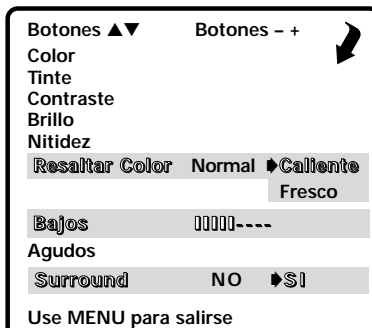 Botones ▲▼ Botones – +
Color
Tinte
Contraste
Brillo
Nitidez
Resaltar Color Normal ➧Caliente
Fresco
Bajos
Agudos
Surround NO ➧SI
Use MENU para salirse